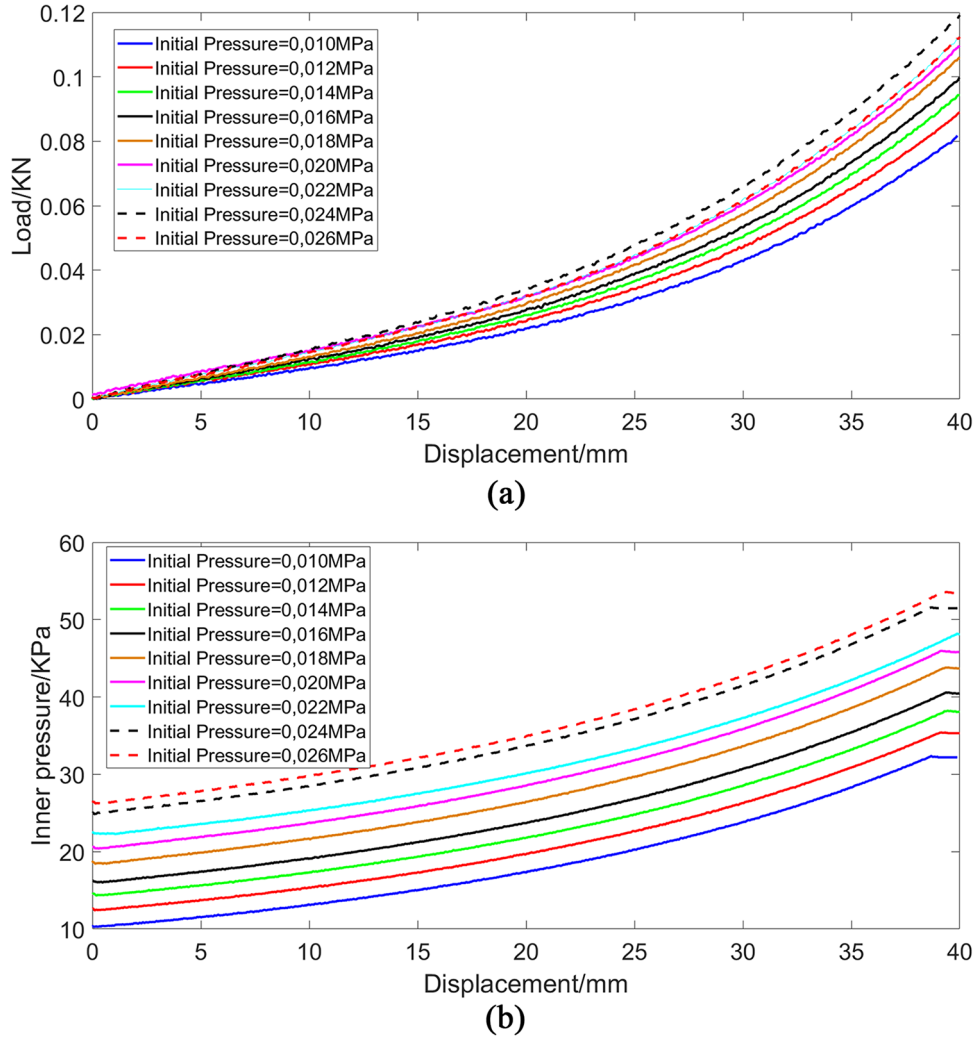 0.12
0.1
0.08
0.06
0.04
0.02
0
Load/KN
Initial Pressure=0,010MPa
Initial Pressure=0,012MPa
Initial Pressure=0,014MPa
Initial Pressure=0,016MPa
Initial Pressure=0,018MPa
Initial Pressure=0,020MPa
Initial Pressure=0,022MPa
Initial Pressure=0,024MPa
Initial Pressure=0,026MPa
0 5 10 15 20 25 30 35 40
Displacement/mm
(a)
60
50
40
30
20
10
Inner pressure/KPa
Initial Pressure=0,010MPa
Initial Pressure=0,012MPa
Initial Pressure=0,014MPa
Initial Pressure=0,016MPa
Initial Pressure=0,018MPa
Initial Pressure=0,020MPa
Initial Pressure=0,022MPa
Initial Pressure=0,024MPa
Initial Pressure=0,026MPa
0 5 10 15 20 25 30 35 40
Displacement/mm
(b)